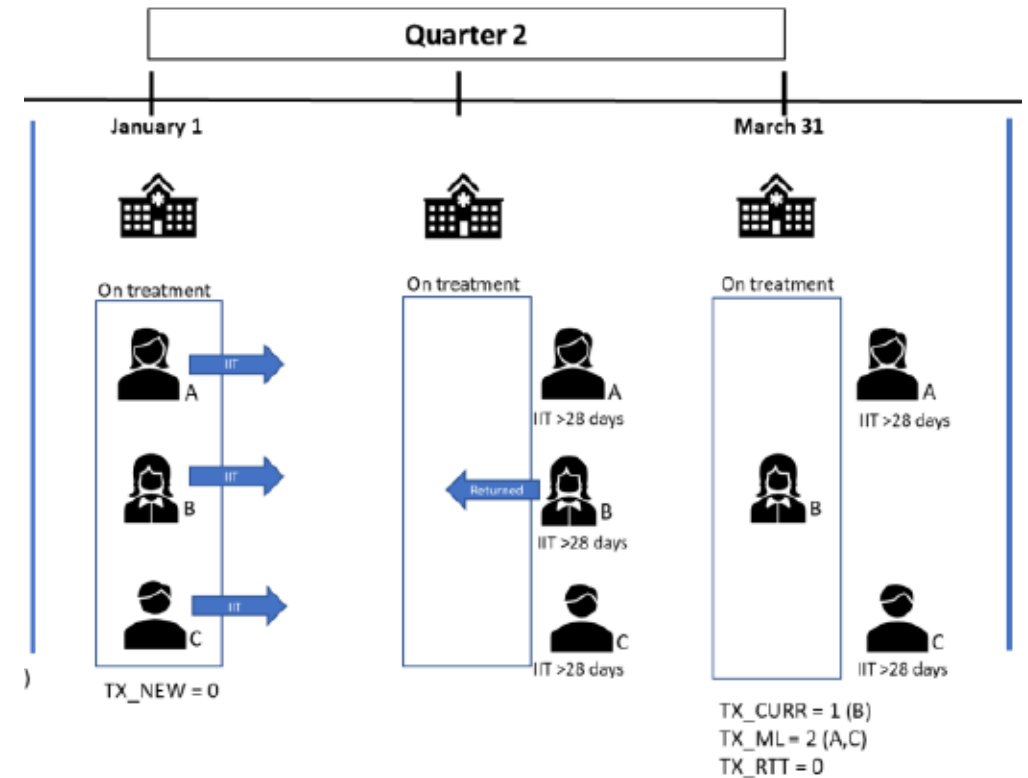 Quarter 2
January 1
March 31
On treatment
On treatment
On treatment
IIT
A
A
IIT >28 days
A
IIT >28 days
IIT
B
Returned
B
IIT >28 days
B
IIT
C
C
IIT >28 days
C
IIT >28 days
)
TX_NEW = 0
TX_CURR = 1 (B)
TX_ML = 2 (A,C)
TX_RTT = 0